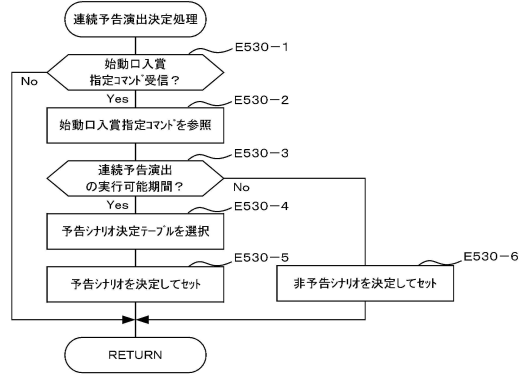 連続予告演出決定処理
E530－1
始動口入賞
指定コマンド受信？
No
Yes
E530－2
始動口入賞指定コマンドを参照
E530－3
連続予告演出
の実行可能期間？
No
Yes
E530－4
予告シナリオ決定テーブルを選択
E530－5
予告シナリオを決定してセット
E530－6
非予告シナリオを決定してセット
RETURN